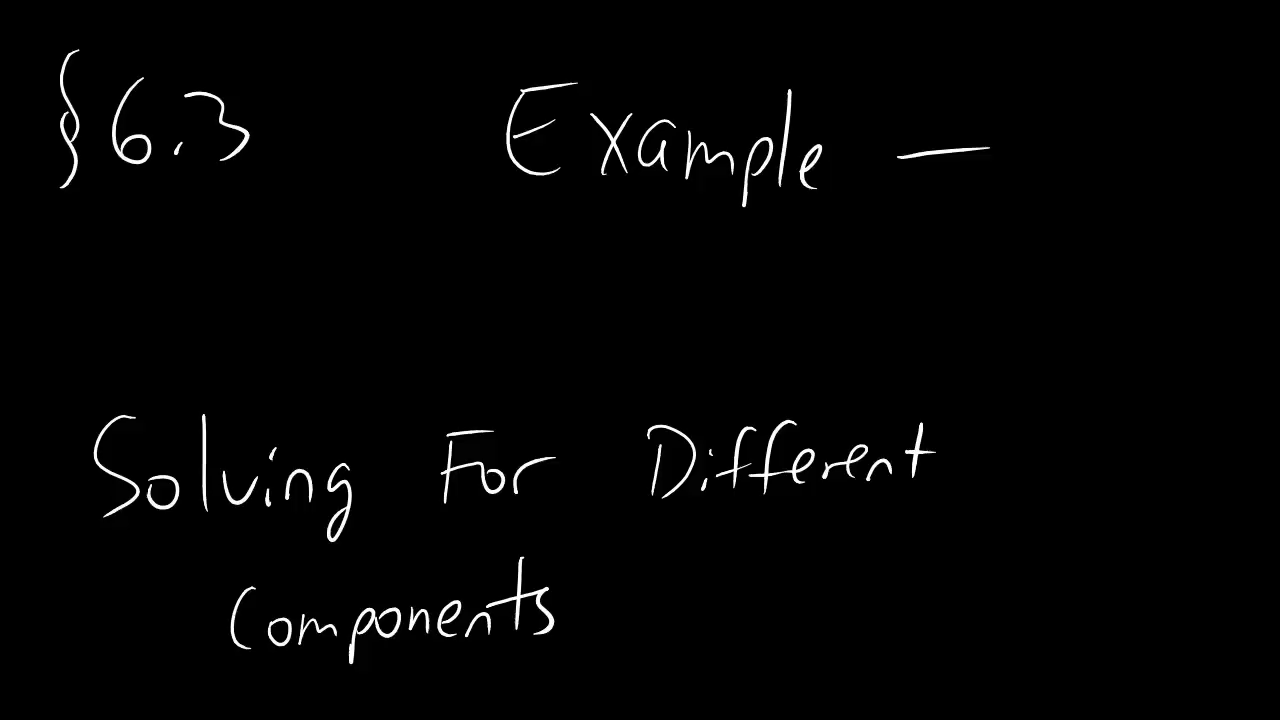 §6.3 Example —
Solving For Different
Components